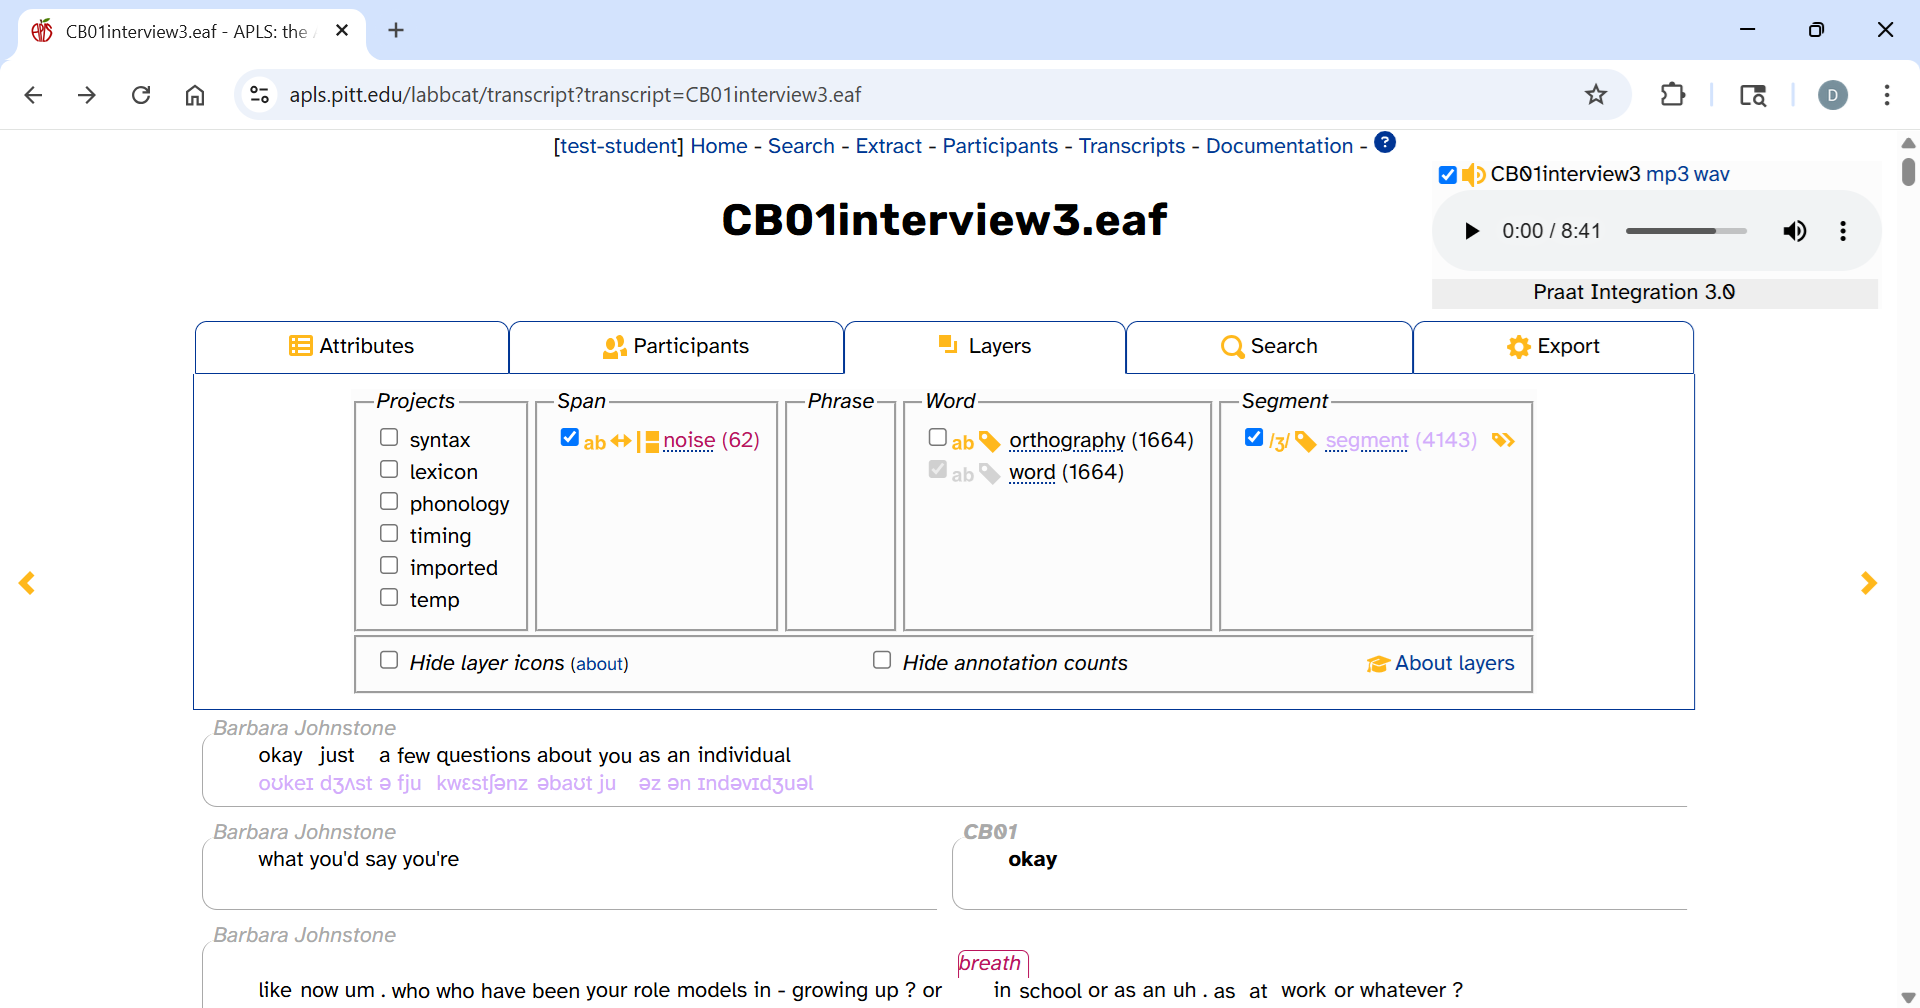 CB01interview3.eaf - APLS: the
apls.pitt.edu/labbcat/transcript?transcript=CB01interview3.eaf
D
[test-student] Home - Search - Extract - Participants - Transcripts - Documentation - ?
CB01interview3 mp3 wav
CB01interview3.eaf
0:00 / 8:41
Praat Integration 3.0
Attributes Participants Layers Search Export
Projects Span Phrase Word Segment
syntax ab noise (62) ab orthography (1664) /ʒ/ segment (4143)
lexicon ab word (1664)
phonology
timing
imported
temp
Hide layer icons (about) Hide annotation counts About layers
Barbara Johnstone
okay just a few questions about you as an individual
oʊkeɪ dʒʌst ə fju kwɛstʃənz əbaʊt ju əz ən ɪndəvɪdʒuəl
Barbara Johnstone CB01
what you'd say you're okay
Barbara Johnstone
breath
like now um . who who have been your role models in - growing up ? or in school or as an uh . as at work or whatever ?